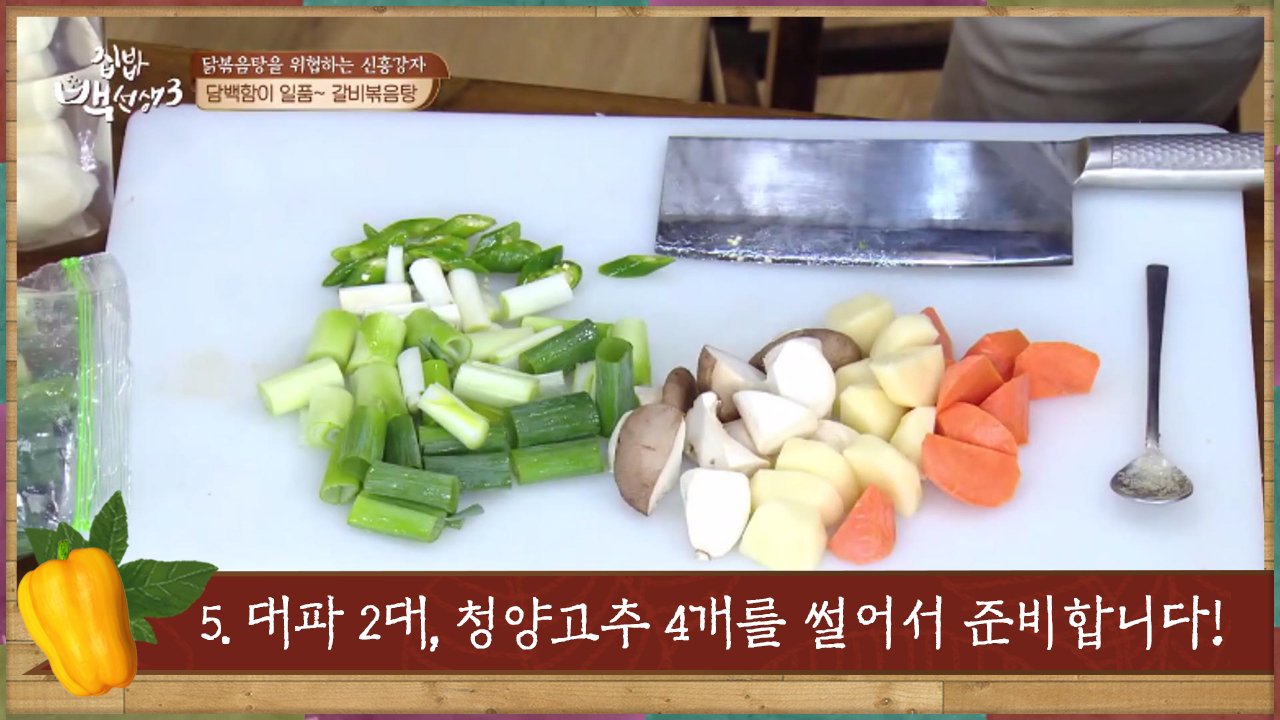 집밥
백선생3
닭볶음탕을 위협하는 신흥강자
담백함이 일품~ 갈비볶음탕
5. 대파 2대, 청양고추 4개를 썰어서 준비합니다!